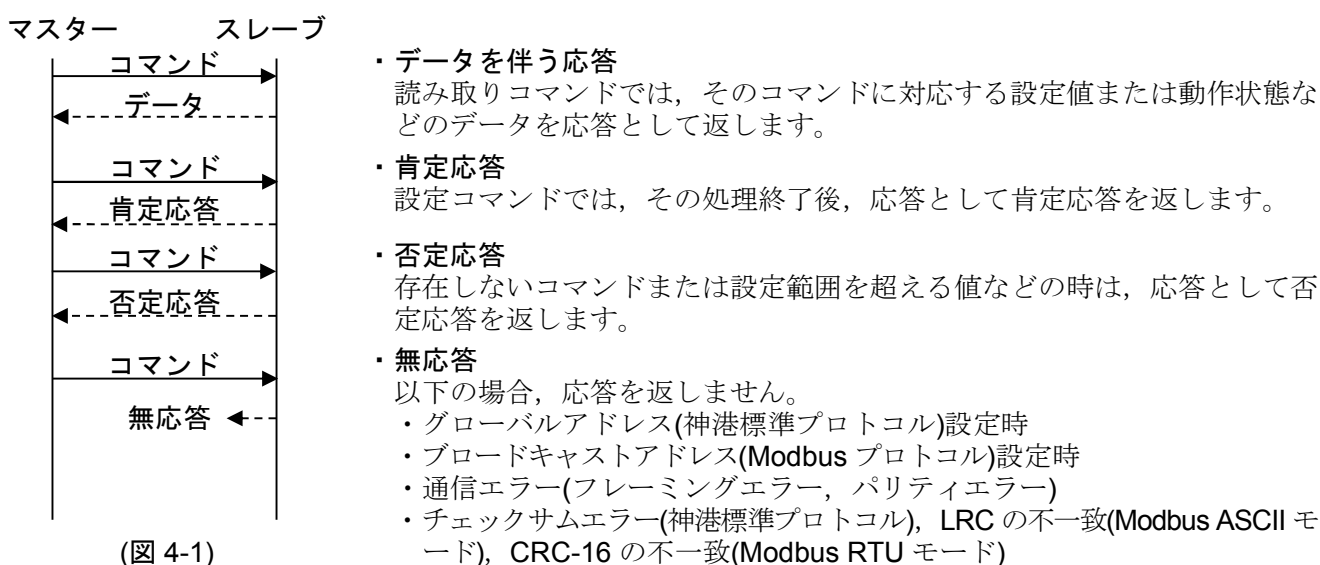 マスター スレーブ
コマンド
データ
コマンド
肯定応答
コマンド
否定応答
コマンド
無応答
(図 4-1)
・データを伴う応答
読み取りコマンドでは，そのコマンドに対応する設定値または動作状態な
どのデータを応答として返します。
・肯定応答
設定コマンドでは，その処理終了後，応答として肯定応答を返します。
・否定応答
存在しないコマンドまたは設定範囲を超える値などの時は，応答として否
定応答を返します。
・無応答
以下の場合，応答を返しません。
・グローバルアドレス(神港標準プロトコル)設定時
・ブロードキャストアドレス(Modbus プロトコル)設定時
・通信エラー(フレーミングエラー，パリティエラー)
・チェックサムエラー(神港標準プロトコル)，LRC の不一致(Modbus ASCII モ
ード)，CRC-16 の不一致(Modbus RTU モード)